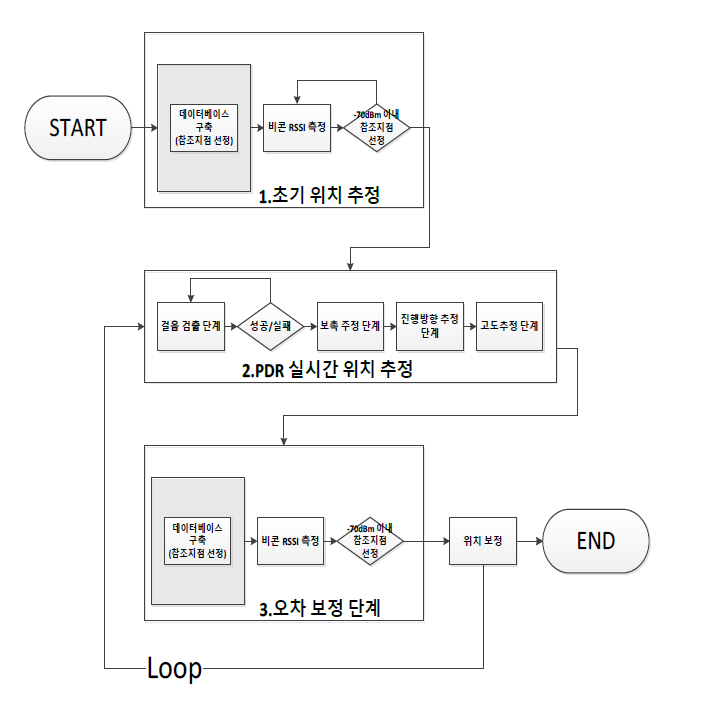 START
데이터베이스
구축
(참조지점 선정)
비콘 RSSI 측정
-70dBm 이내
참조지점
선정
1.초기 위치 추정
걸음 검출 단계
성공/실패
보폭 추정 단계
진행방향 추정
단계
고도추정 단계
2.PDR 실시간 위치 추정
데이터베이스
구축
(참조지점 선정)
비콘 RSSI 측정
-70dBm 이내
참조지점
선정
위치 보정
END
3.오차 보정 단계
Loop